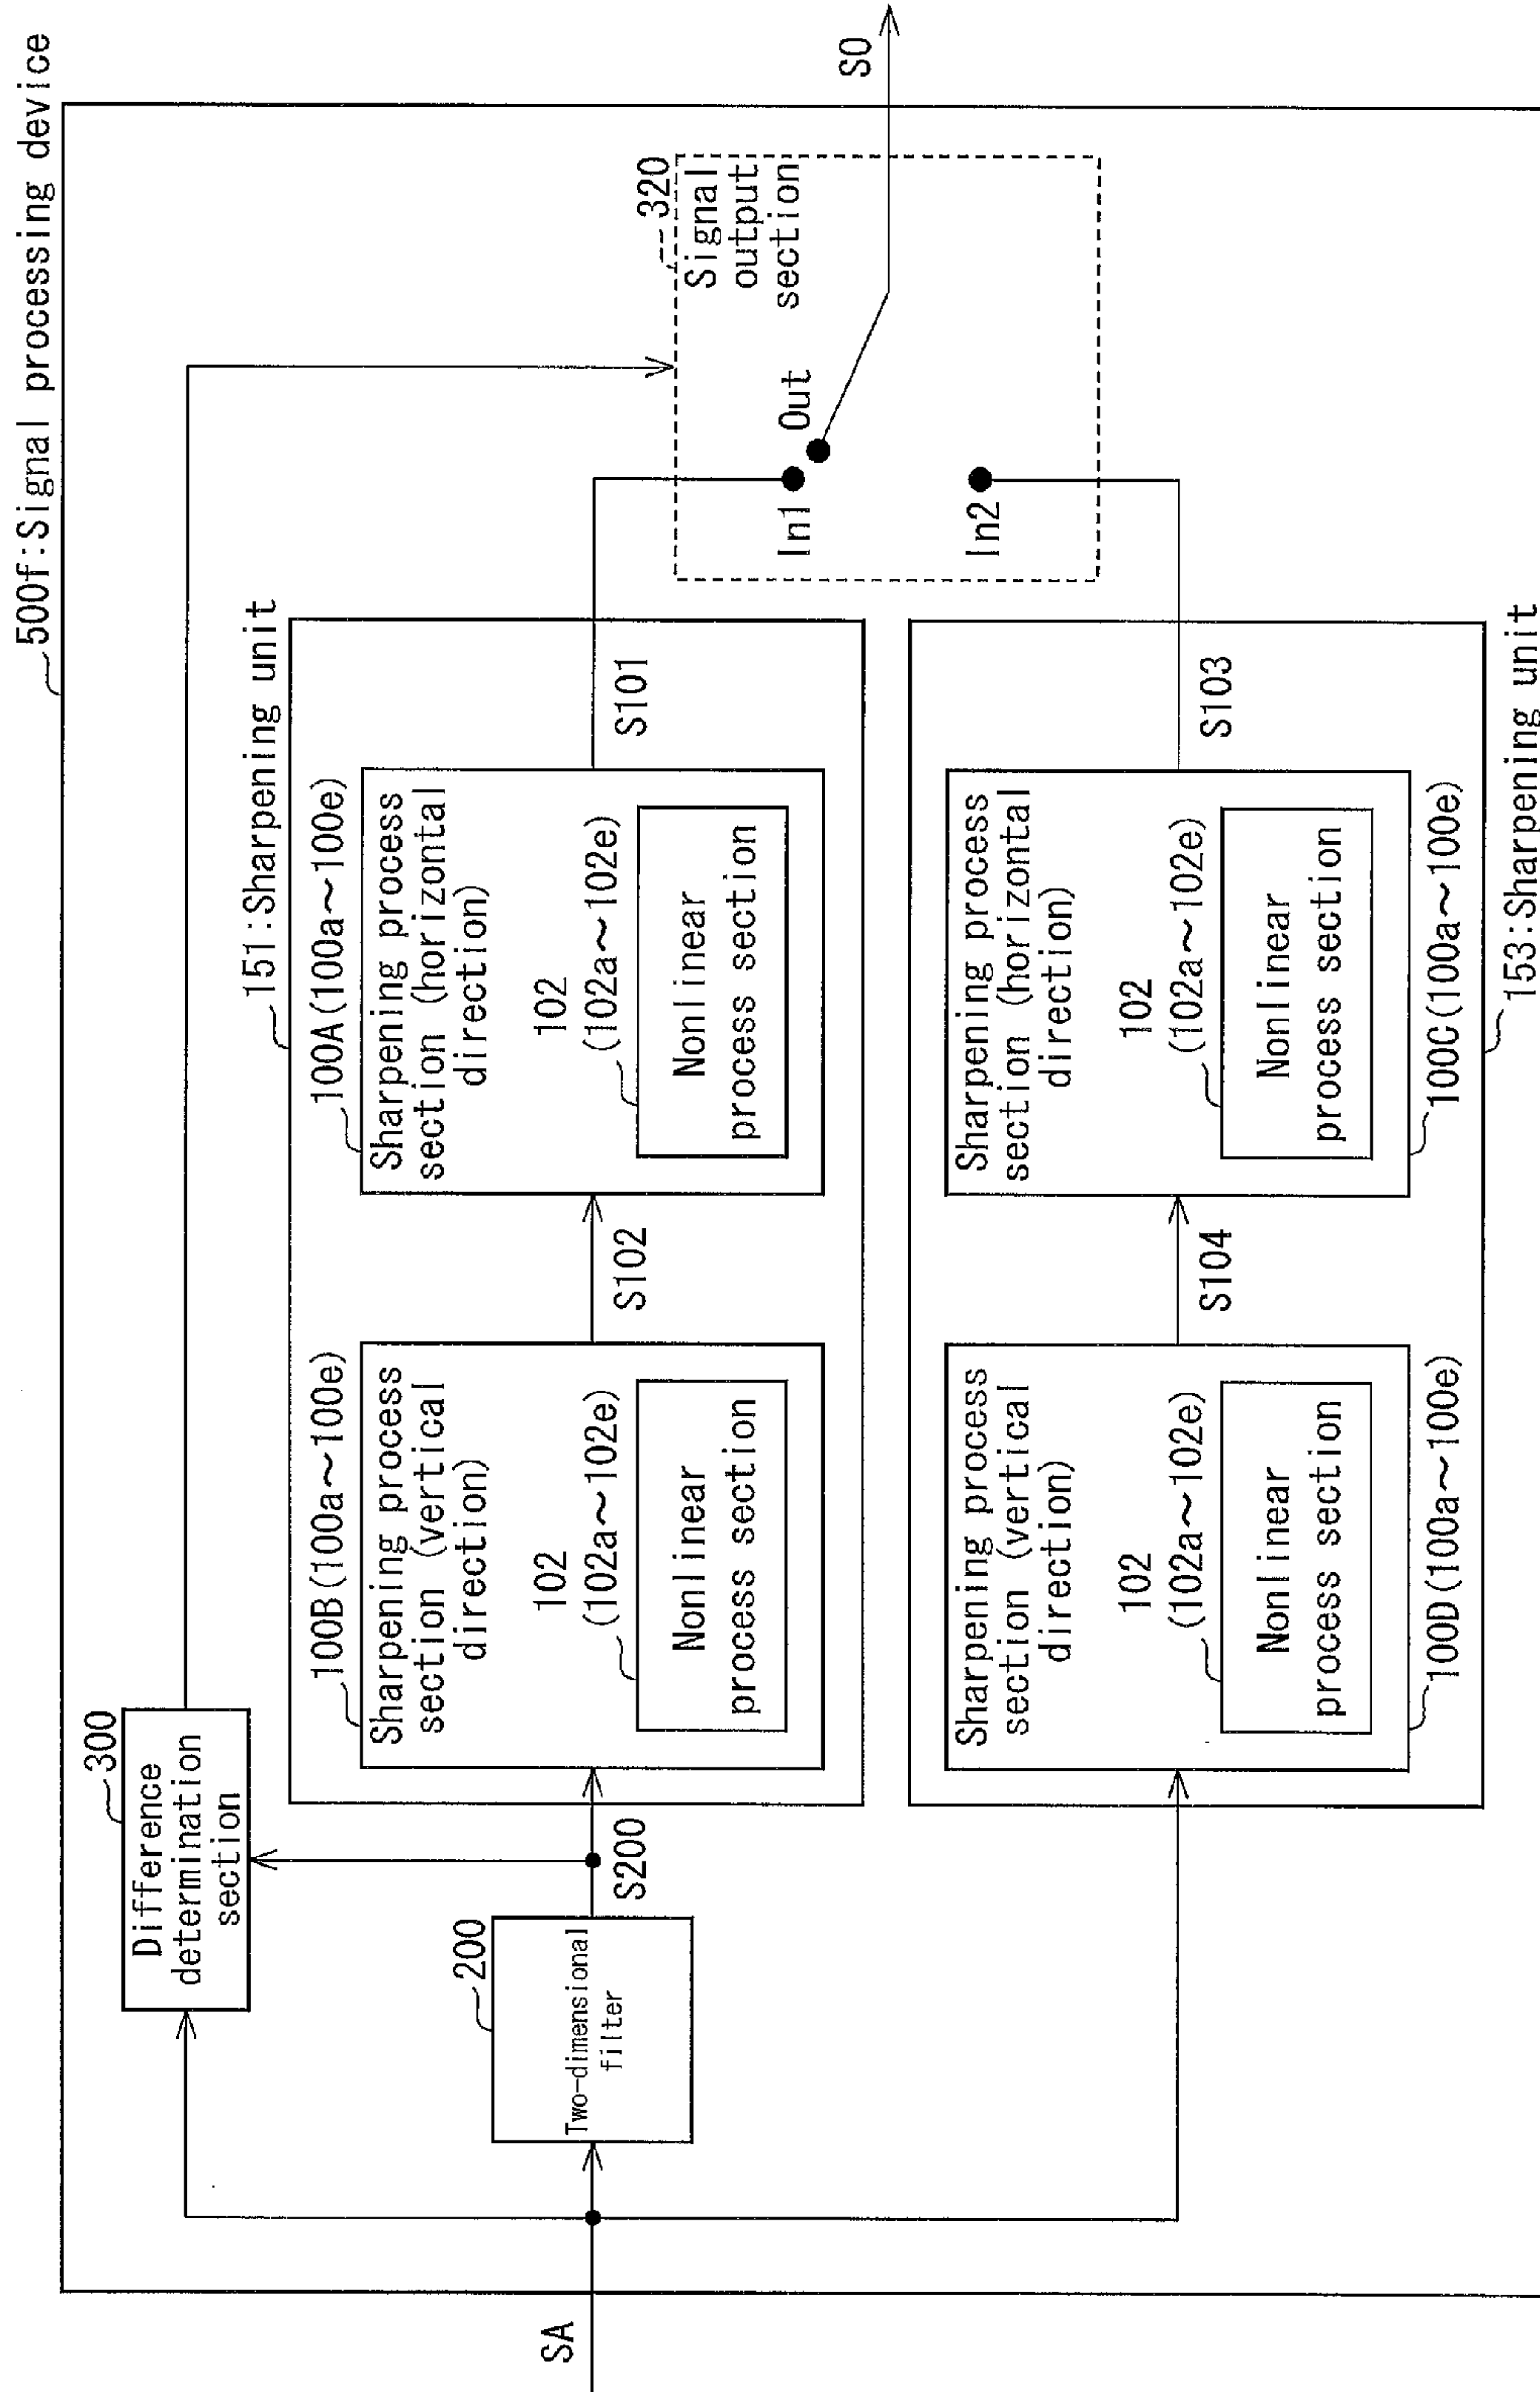 500f:Signal processing device
300
Difference
determination
section
SA
200
Two-dimensional
filter
S200
151:Sharpening unit
100B(100a~100e)
Sharpening process
section (vertical
direction)
102
(102a~102e)
Nonlinear
process section
S102
100A(100a~100e)
Sharpening process
section (horizontal
direction)
102
(102a~102e)
Nonlinear
process section
S101
320
Signal
output
section
In1
Out
In2
SO
Sharpening process
section (vertical
direction)
102
(102a~102e)
Nonlinear
process section
100D(100a~100e)
S104
Sharpening process
section (horizontal
direction)
102
(102a~102e)
Nonlinear
process section
100C(100a~100e)
S103
153:Sharpening unit